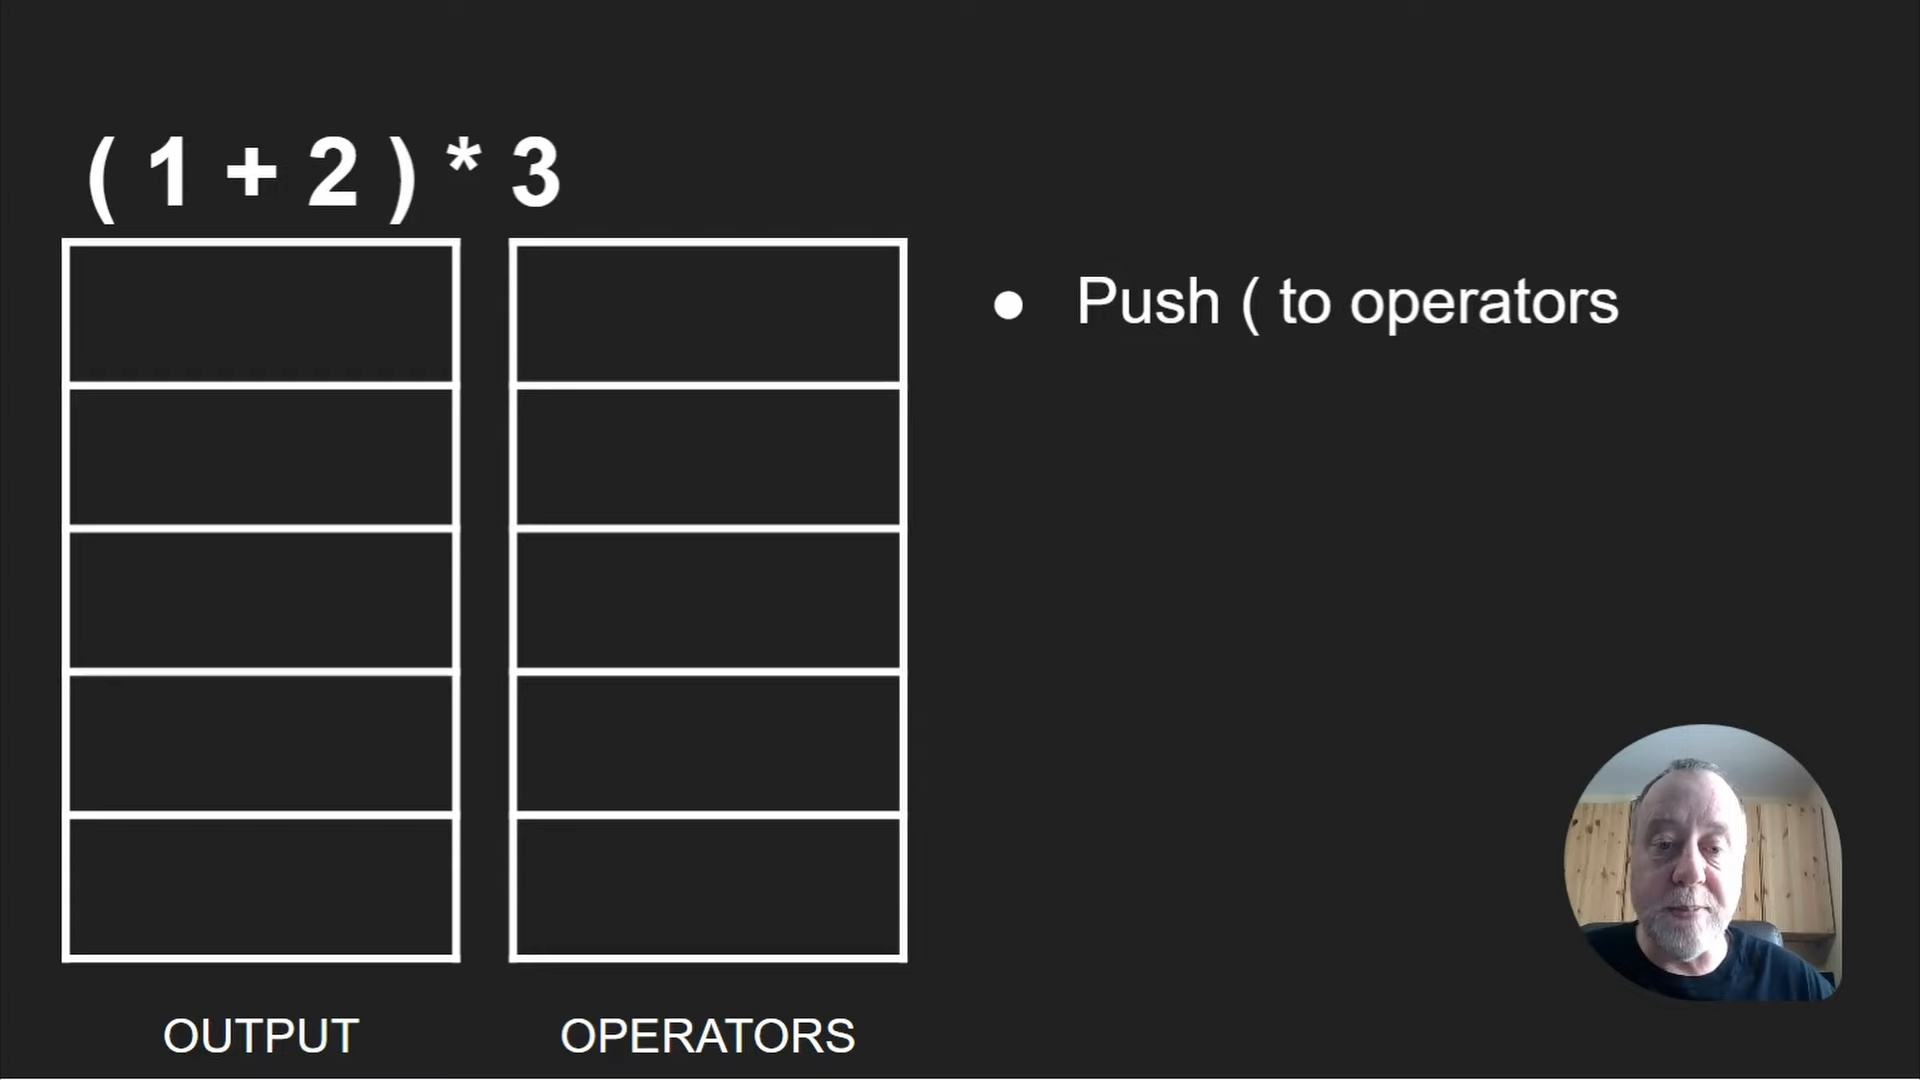 ( 1 + 2 ) * 3
● Push ( to operators
OUTPUT
OPERATORS